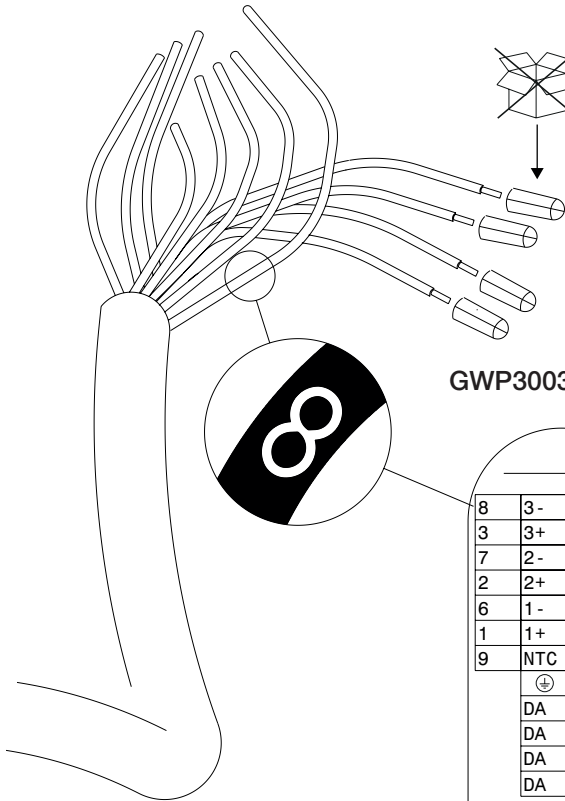 GWP3003
8
8 3-
3 3+
7 2-
2 2+
6 1-
1 1+
9 NTC
DA
DA
DA
DA